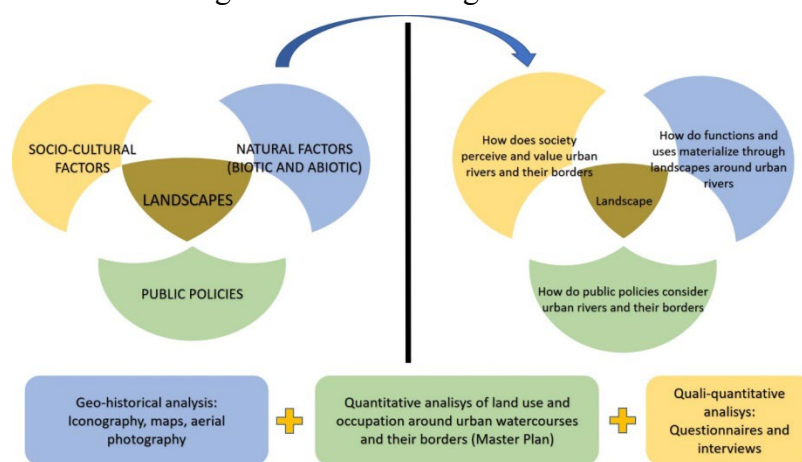 SOCIO-CULTURAL
FACTORS
NATURAL FACTORS
(BIOTIC AND ABIOTIC)
LANDSCAPES
PUBLIC POLICIES
How does society
perceive and value urban
rivers and their borders
How do functions and
uses materialize through
landscapes around urban
rivers
Landscape
How do public policies consider
urban rivers and their borders
Geo-historical analysis:
Iconography, maps, aerial
photography
Quantitative analisys of land use and
occupation around urban watercourses
and their borders (Master Plan)
Quali-quantitative
analisys:
Questionnaires and
interviews